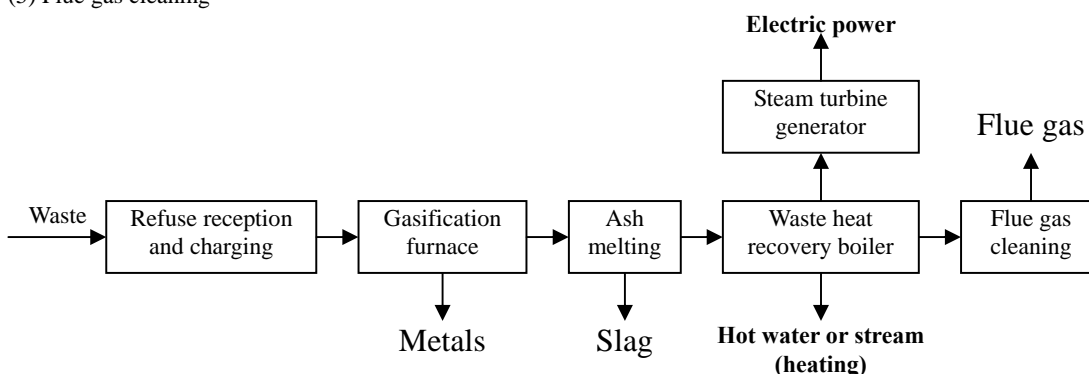 (5) Flue gas cleaning
Electric power
Steam turbine
generator
Flue gas
Waste
Refuse reception
and charging
Gasification
furnace
Ash
melting
Waste heat
recovery boiler
Flue gas
cleaning
Metals
Slag
Hot water or stream
(heating)